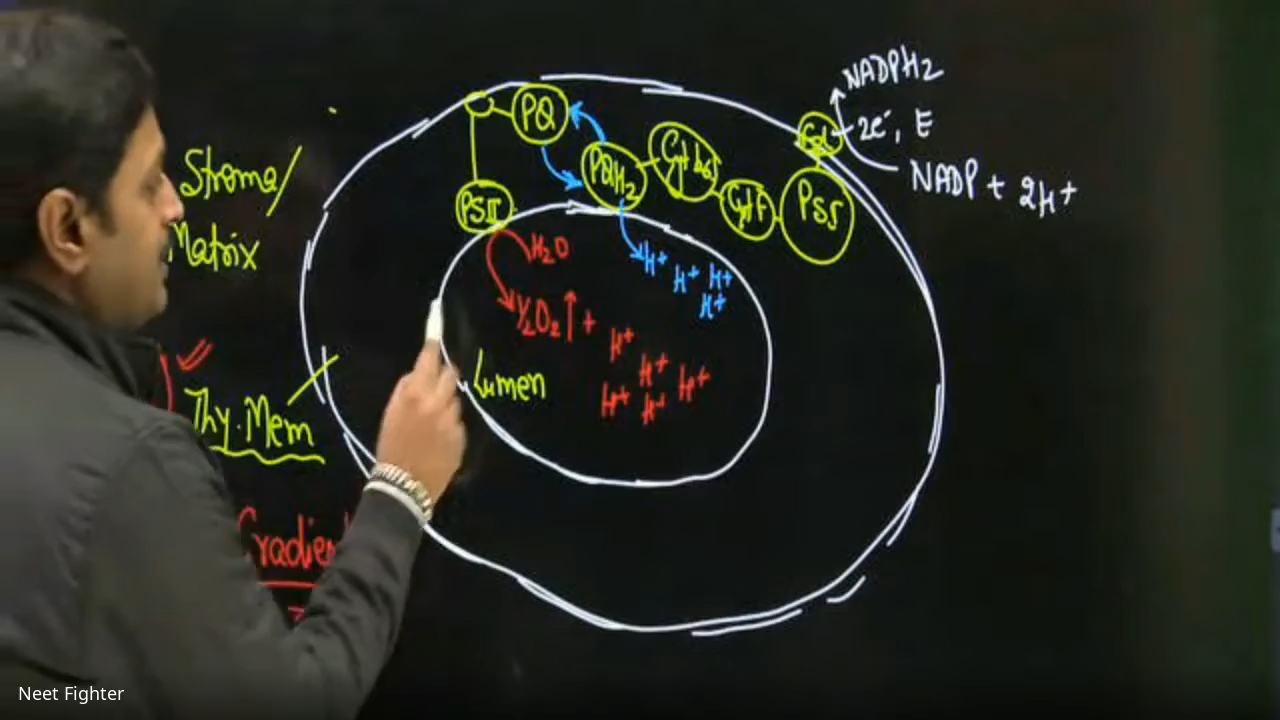 Stroma/
Matrix
Thy. Mem
Gradien
PQ
PSII
PQH2
Cyt b6f
Cyt F
PSI
Fd
NADPH2
2e-, E
NADP + 2H+
H2O
½O2↑ +
H+
H+
H+
H+
H+
H+
H+
H+
H+
Lumen
Neet Fighter